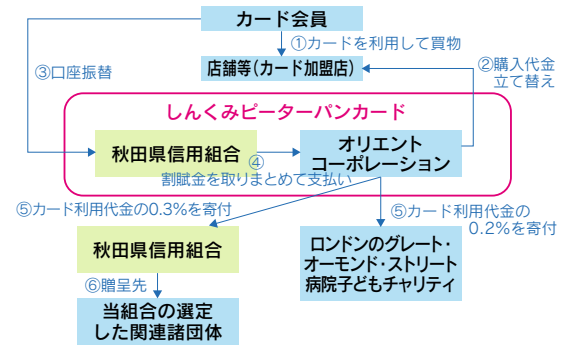 カード会員
①カードを利用して買物
②購入代金
立て替え
店舗等(カード加盟店)
③口座振替
しんくみピーターパンカード
秋田県信用組合
④
オリエント
コーポレーション
割賦金を取りまとめて支払い
⑤カード利用代金の0.3%を寄付
⑤カード利用代金の
0.2%を寄付
秋田県信用組合
ロンドンのグレート・
オーモンド・ストリート
病院子どもチャリティ
⑥贈呈先
当組合の選定
した関連諸団体